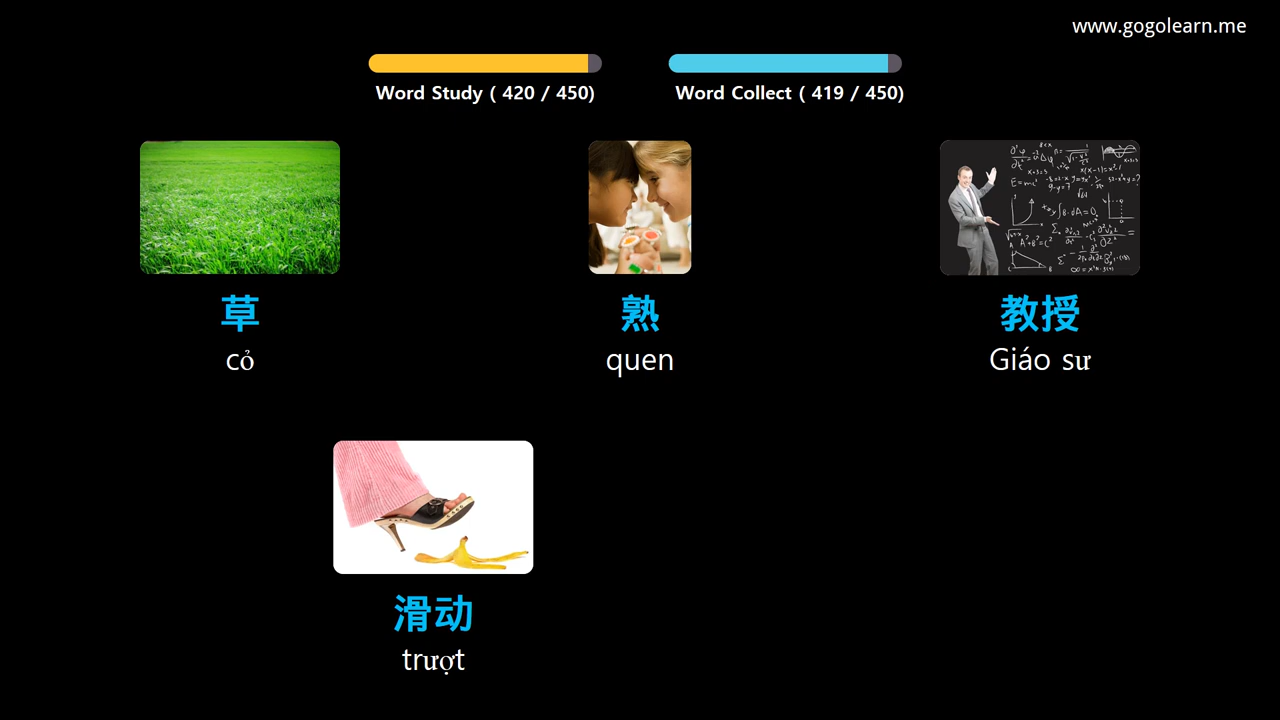 www.gogolearn.me
Word Study ( 420 / 450)
Word Collect ( 419 / 450)
草
cỏ
熟
quen
教授
Giáo sư
滑动
trượt